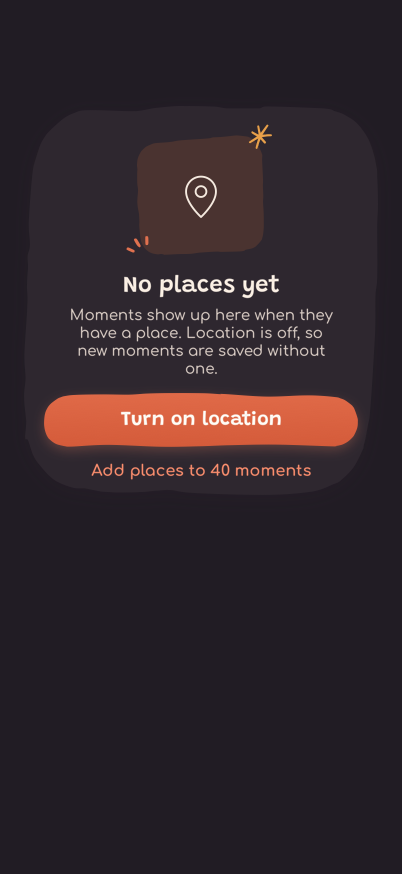 No places yet
Moments show up here when they
have a place. Location is off, so
new moments are saved without
one.
Turn on location
Add places to 40 moments